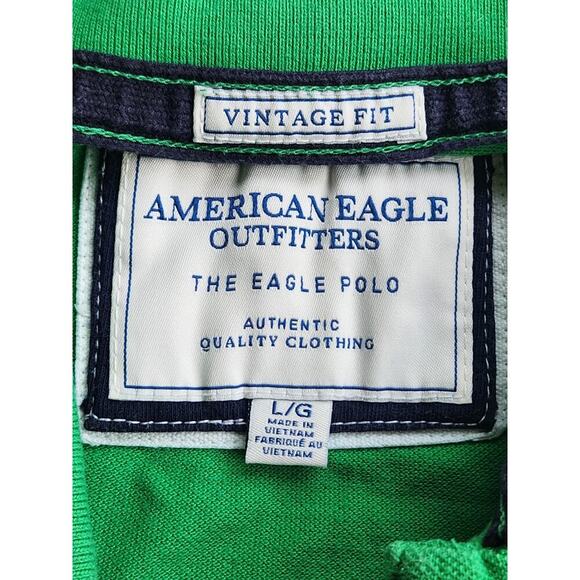 VINTAGE FIT
AMERICAN EAGLE
OUTFITTERS
THE EAGLE POLO
AUTHENTIC
QUALITY CLOTHING
L/G
MADE IN
VIETNAM
FABRIQUÉ AU
VIETNAM